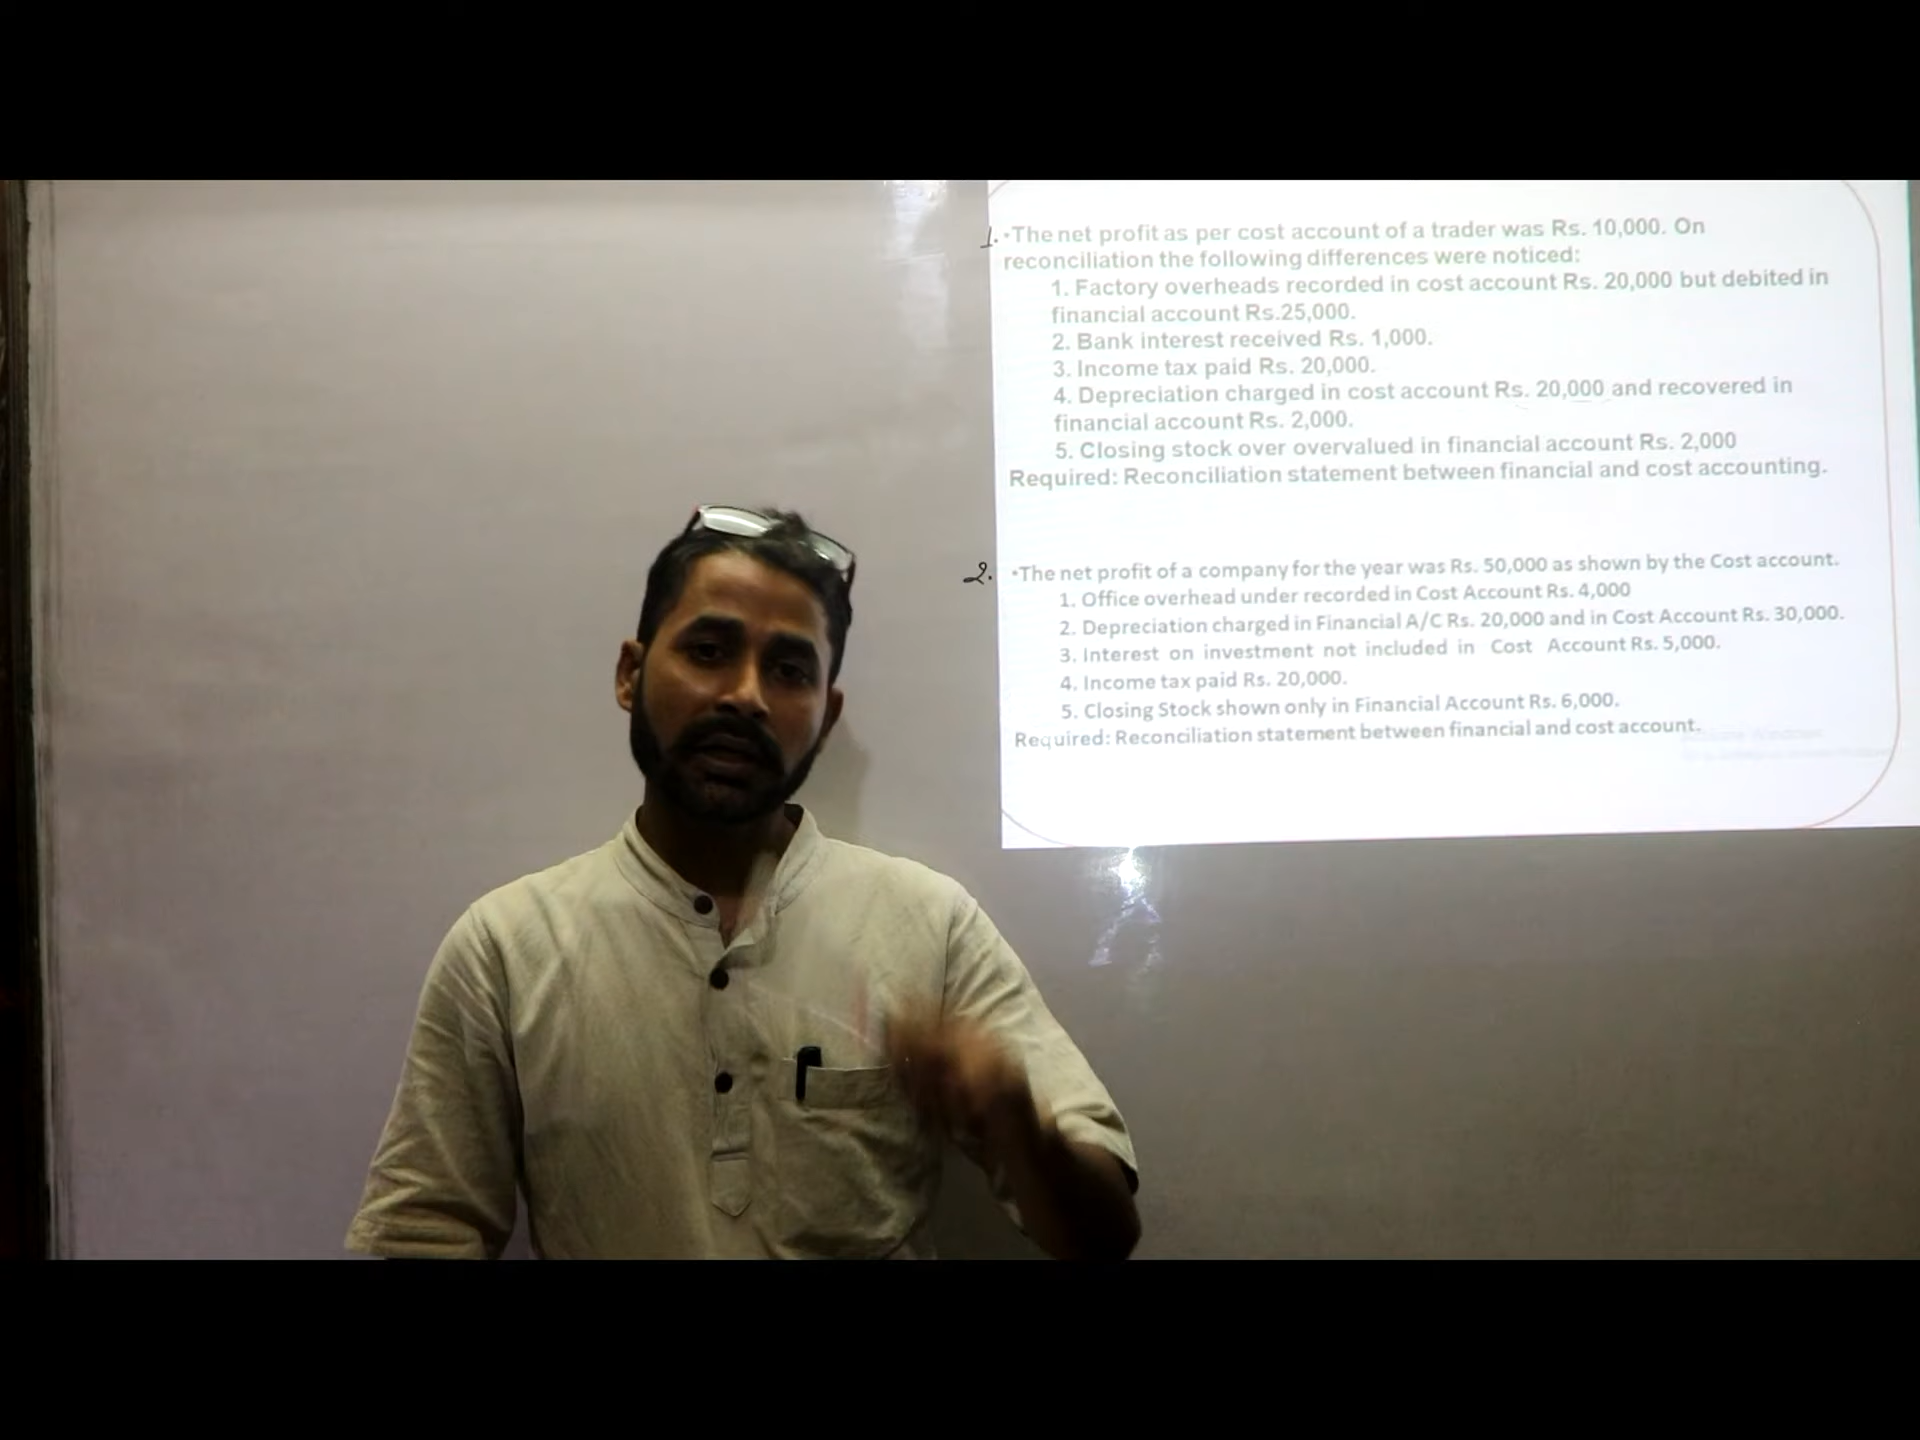 1. •The net profit as per cost account of a trader was Rs. 10,000. On
reconciliation the following differences were noticed:
1. Factory overheads recorded in cost account Rs. 20,000 but debited in
financial account Rs.25,000.
2. Bank interest received Rs. 1,000.
3. Income tax paid Rs. 20,000.
4. Depreciation charged in cost account Rs. 20,000 and recovered in
financial account Rs. 2,000.
5. Closing stock over overvalued in financial account Rs. 2,000
Required: Reconciliation statement between financial and cost accounting.
2. •The net profit of a company for the year was Rs. 50,000 as shown by the Cost account.
1. Office overhead under recorded in Cost Account Rs. 4,000
2. Depreciation charged in Financial A/C Rs. 20,000 and in Cost Account Rs. 30,000.
3. Interest on investment not included in Cost Account Rs. 5,000.
4. Income tax paid Rs. 20,000.
5. Closing Stock shown only in Financial Account Rs. 6,000.
Required: Reconciliation statement between financial and cost account.